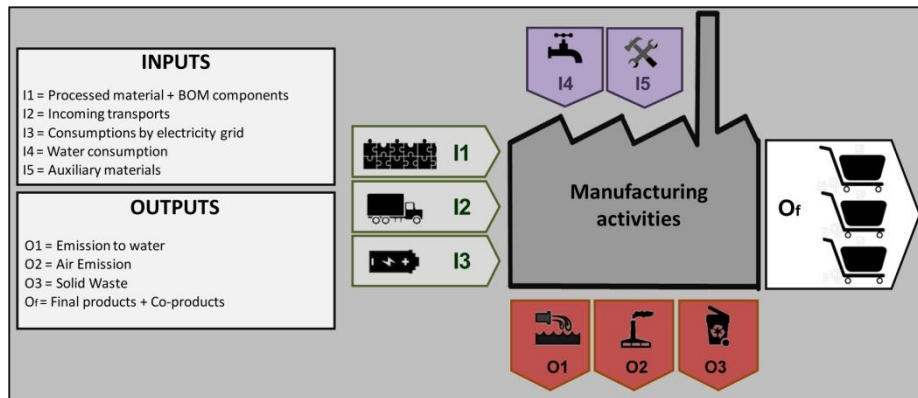 INPUTS
I1 = Processed material + BOM components
I2 = Incoming transports
I3 = Consumptions by electricity grid
I4 = Water consumption
I5 = Auxiliary materials
OUTPUTS
O1 = Emission to water
O2 = Air Emission
O3 = Solid Waste
Of = Final products + Co-products
I4
I5
I1
I2
I3
Manufacturing
activities
Of
O1
O2
O3